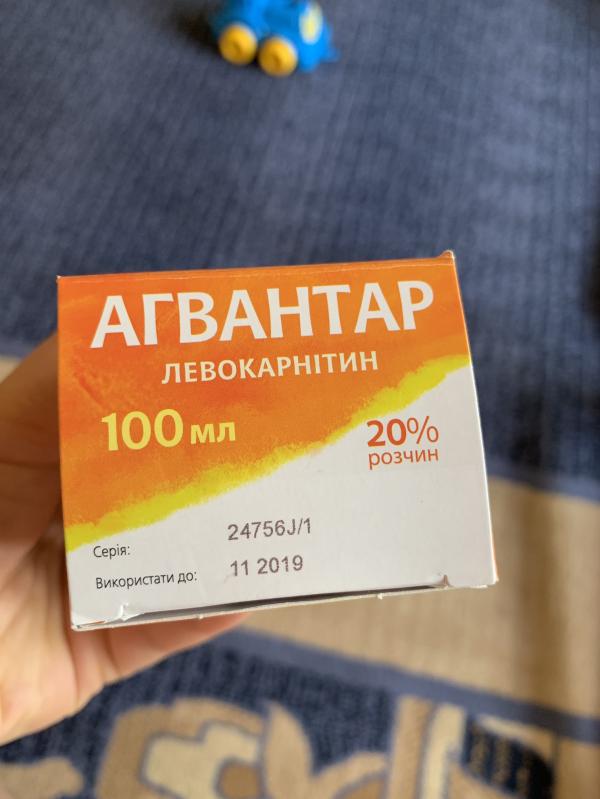 АГВАНТАР
ЛЕВОКАРНІТИН
100 мл
20%
розчин
Серія: 24756J/1
Використати до: 11 2019